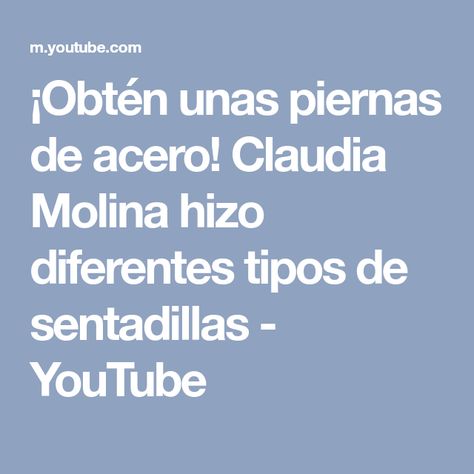 m.youtube.com
¡Obtén unas piernas
de acero! Claudia
Molina hizo
diferentes tipos de
sentadillas -
YouTube